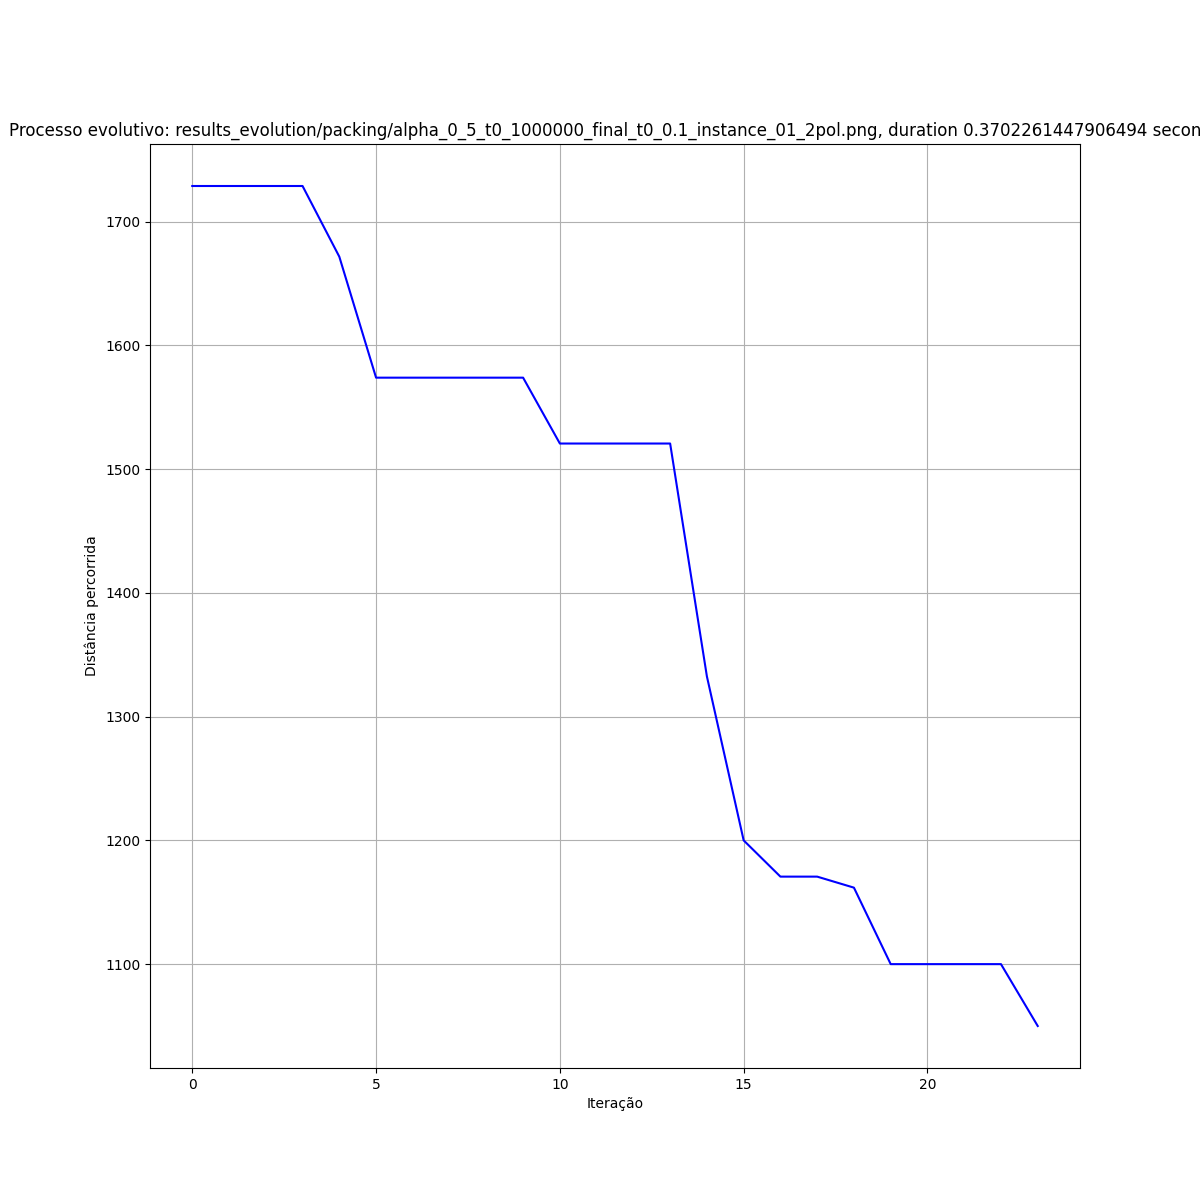 Processo evolutivo: results_evolution/packing/alpha_0_5_t0_1000000_final_t0_0.1_instance_01_2pol.png, duration 0.3702261447906494 secon
1700
1600
1500
1400
1300
1200
1100
Distância percorrida
0 5 10 15 20
Iteração